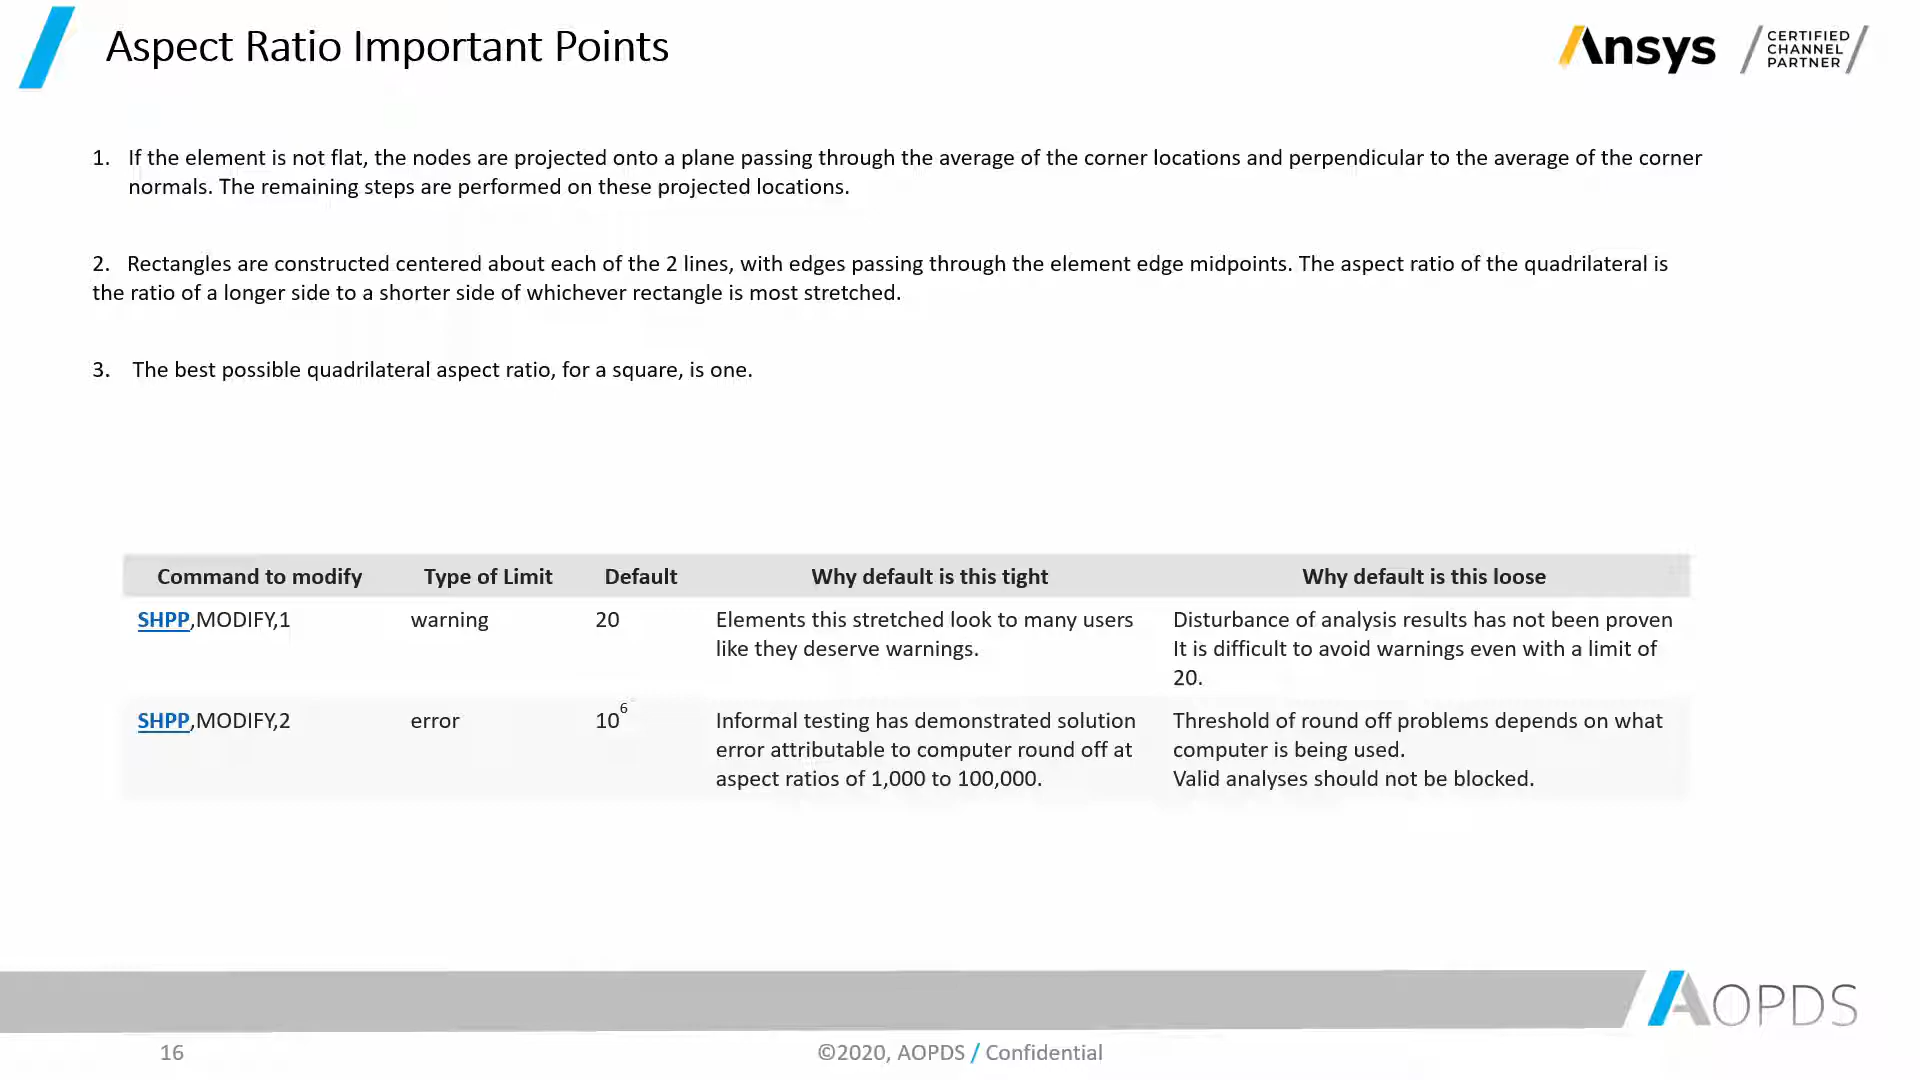 Aspect Ratio Important Points
Ansys
CERTIFIED
CHANNEL
PARTNER
1. If the element is not flat, the nodes are projected onto a plane passing through the average of the corner locations and perpendicular to the average of the corner
normals. The remaining steps are performed on these projected locations.
2. Rectangles are constructed centered about each of the 2 lines, with edges passing through the element edge midpoints. The aspect ratio of the quadrilateral is
the ratio of a longer side to a shorter side of whichever rectangle is most stretched.
3. The best possible quadrilateral aspect ratio, for a square, is one.
Command to modify Type of Limit Default Why default is this tight Why default is this loose
SHPP,MODIFY,1 warning 20 Elements this stretched look to many users Disturbance of analysis results has not been proven
like they deserve warnings. It is difficult to avoid warnings even with a limit of
20.
SHPP,MODIFY,2 error 10⁶ Informal testing has demonstrated solution Threshold of round off problems depends on what
error attributable to computer round off at computer is being used.
aspect ratios of 1,000 to 100,000. Valid analyses should not be blocked.
AOPDS
16 ©2020, AOPDS / Confidential